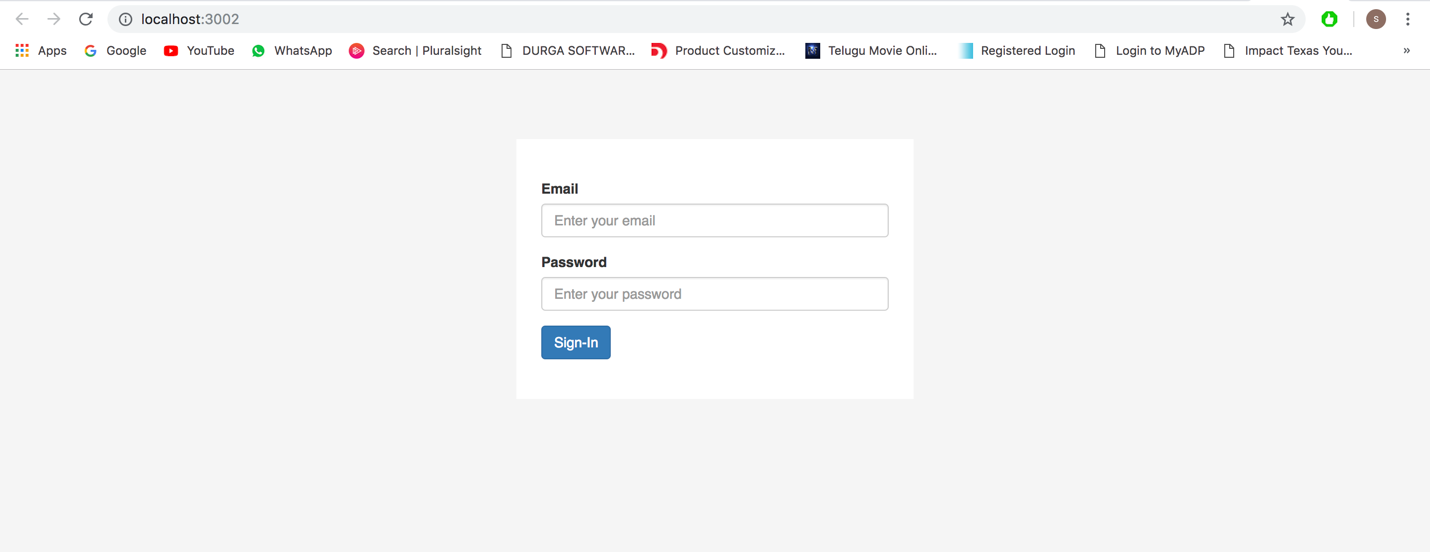 localhost:3002
S
Apps Google YouTube WhatsApp Search | Pluralsight DURGA SOFTWAR... Product Customiz... Telugu Movie Onli... Registered Login Login to MyADP Impact Texas You... »
Email
Enter your email
Password
Enter your password
Sign-In